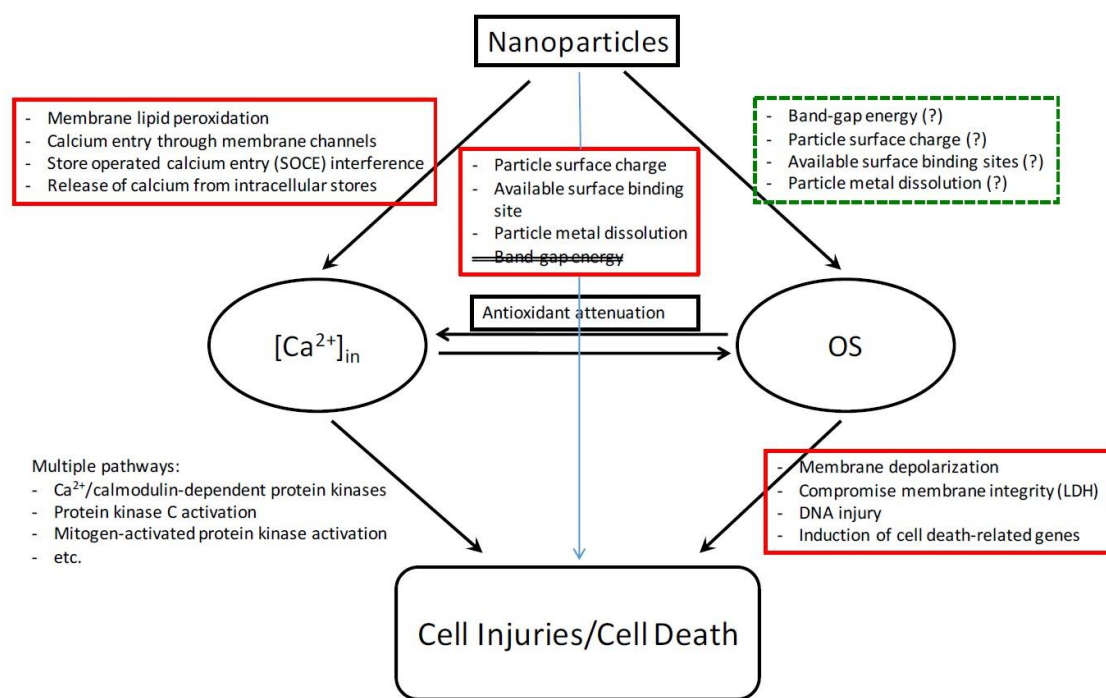 Nanoparticles
- Membrane lipid peroxidation
- Calcium entry through membrane channels
- Store operated calcium entry (SOCE) interference
- Release of calcium from intracellular stores
- Particle surface charge
- Available surface binding
site
- Particle metal dissolution
- Band-gap energy
- Band-gap energy (?)
- Particle surface charge (?)
- Available surface binding sites (?)
- Particle metal dissolution (?)
Antioxidant attenuation
[Ca²⁺]in
OS
Multiple pathways:
- Ca²⁺/calmodulin-dependent protein kinases
- Protein kinase C activation
- Mitogen-activated protein kinase activation
- etc.
- Membrane depolarization
- Compromise membrane integrity (LDH)
- DNA injury
- Induction of cell death-related genes
Cell Injuries/Cell Death